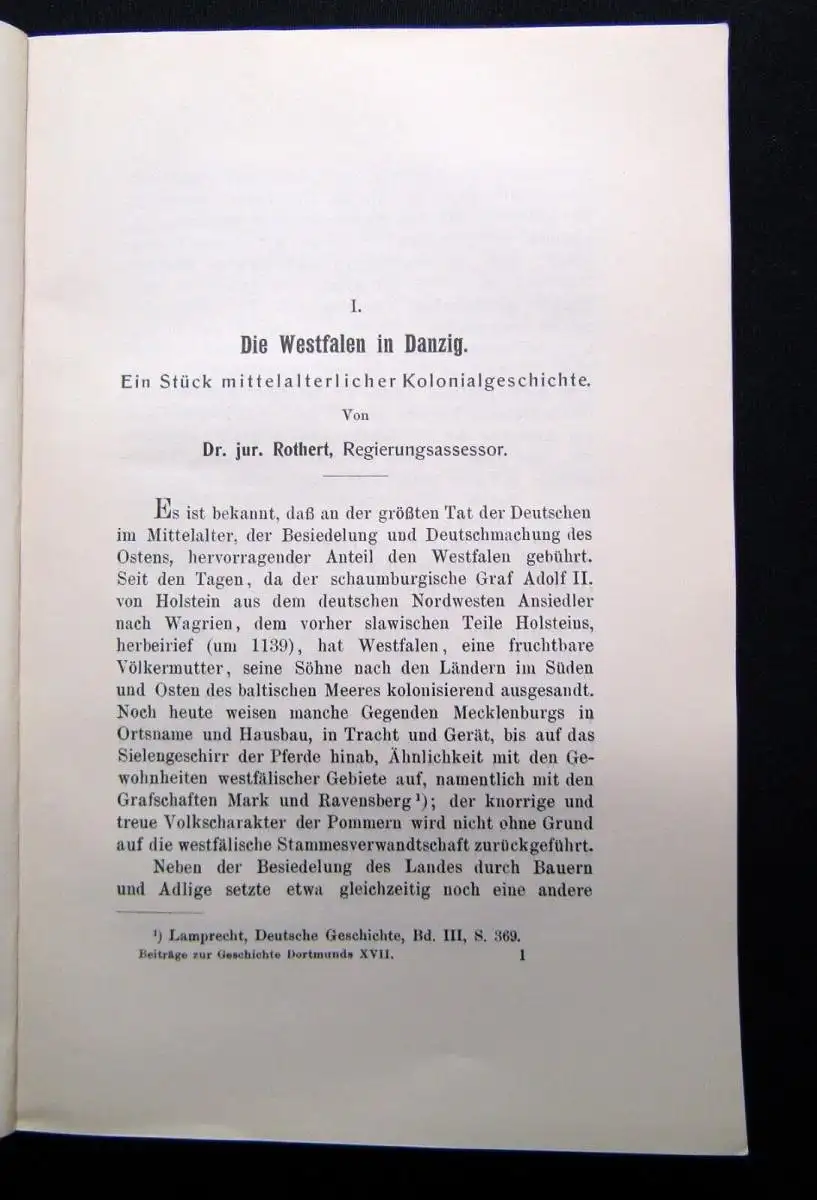 I.
Die Westfalen in Danzig.
Ein Stück mittelalterlicher Kolonialgeschichte.
Von
Dr. jur. Rothert, Regierungsassessor.
Es ist bekannt, daß an der größten Tat der Deutschen
im Mittelalter, der Besiedelung und Deutschmachung des
Ostens, hervorragender Anteil den Westfalen gebührt.
Seit den Tagen, da der schaumburgische Graf Adolf II.
von Holstein aus dem deutschen Nordwesten Ansiedler
nach Wagrien, dem vorher slawischen Teile Holsteins,
herbeirief (um 1139), hat Westfalen, eine fruchtbare
Völkermutter, seine Söhne nach den Ländern im Süden
und Osten des baltischen Meeres kolonisierend ausgesandt.
Noch heute weisen manche Gegenden Mecklenburgs in
Ortsname und Hausbau, in Tracht und Gerät, bis auf das
Sielengeschirr der Pferde hinab, Ähnlichkeit mit den Ge-
wohnheiten westfälischer Gebiete auf, namentlich mit den
Grafschaften Mark und Ravensberg¹); der knorrige und
treue Volkscharakter der Pommern wird nicht ohne Grund
auf die westfälische Stammesverwandtschaft zurückgeführt.
Neben der Besiedelung des Landes durch Bauern
und Adlige setzte etwa gleichzeitig noch eine andere
¹) Lamprecht, Deutsche Geschichte, Bd. III, S. 369.
Beiträge zur Geschichte Dortmunds XVII. 1